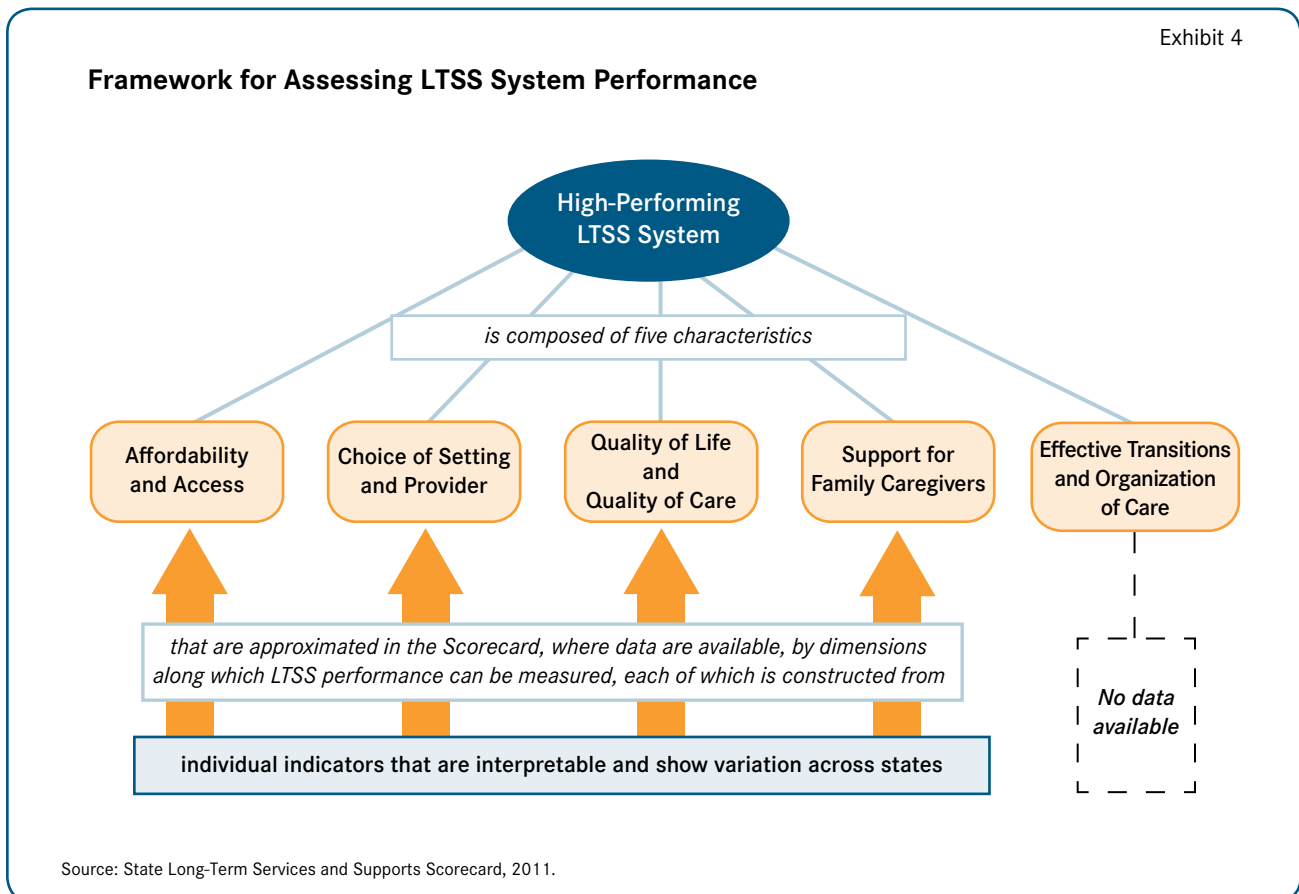 Exhibit 4
Framework for Assessing LTSS System Performance
High-Performing
LTSS System
is composed of five characteristics
Affordability
and Access
Choice of Setting
and Provider
Quality of Life
and
Quality of Care
Support for
Family Caregivers
Effective Transitions
and Organization
of Care
that are approximated in the Scorecard, where data are available, by dimensions
along which LTSS performance can be measured, each of which is constructed from
No data
available
individual indicators that are interpretable and show variation across states
Source: State Long-Term Services and Supports Scorecard, 2011.